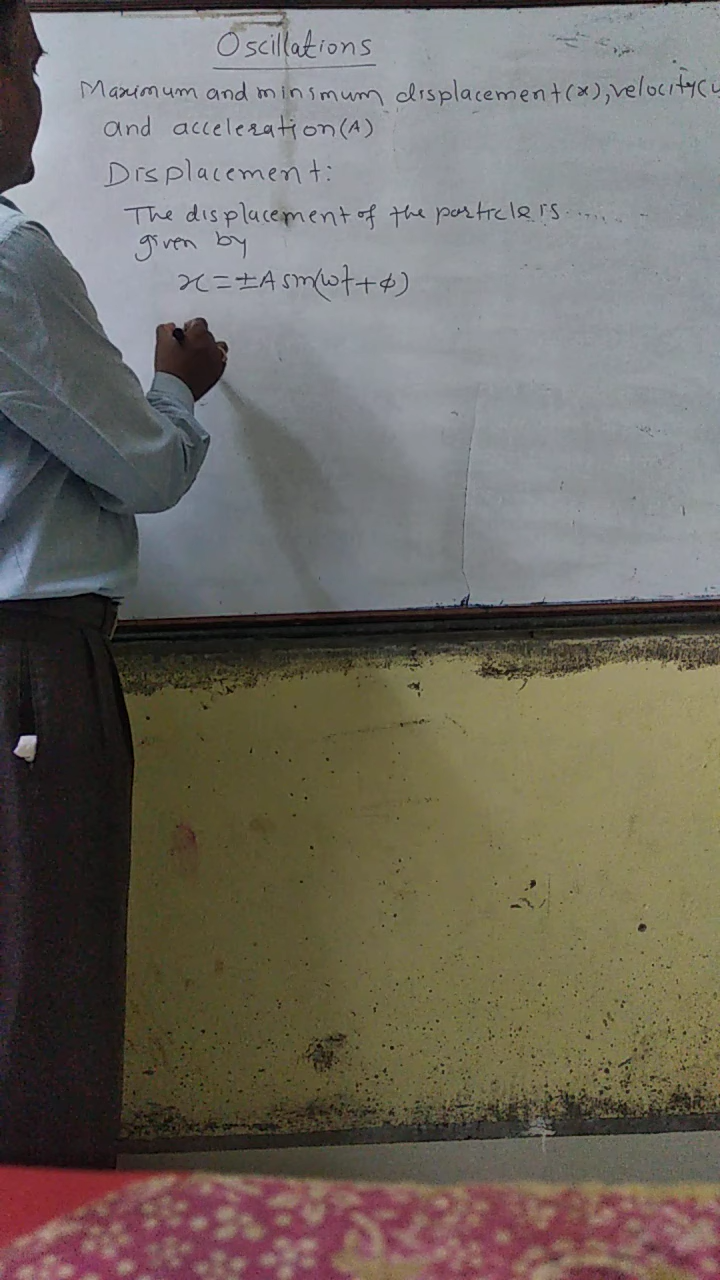 Oscillations
Maximum and minimum displacement(x), velocity(v
and acceleration(A)
Displacement:
The displacement of the particle is ........
given by
x = ±A sin(ωt + φ)